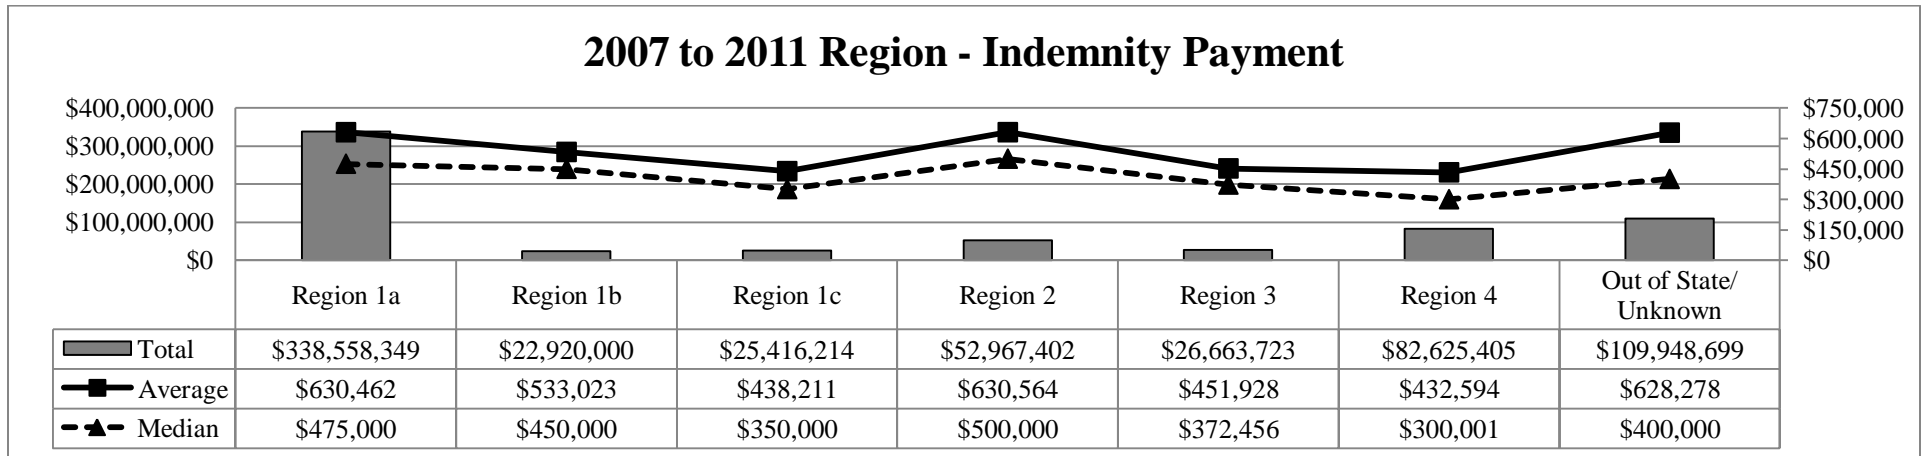 2007 to 2011 Region - Indemnity Payment
$400,000,000
$300,000,000
$200,000,000
$100,000,000
$0
$750,000
$600,000
$450,000
$300,000
$150,000
$0
Region 1a Region 1b Region 1c Region 2 Region 3 Region 4 Out of State/
Unknown
Total $338,558,349 $22,920,000 $25,416,214 $52,967,402 $26,663,723 $82,625,405 $109,948,699
Average $630,462 $533,023 $438,211 $630,564 $451,928 $432,594 $628,278
Median $475,000 $450,000 $350,000 $500,000 $372,456 $300,001 $400,000